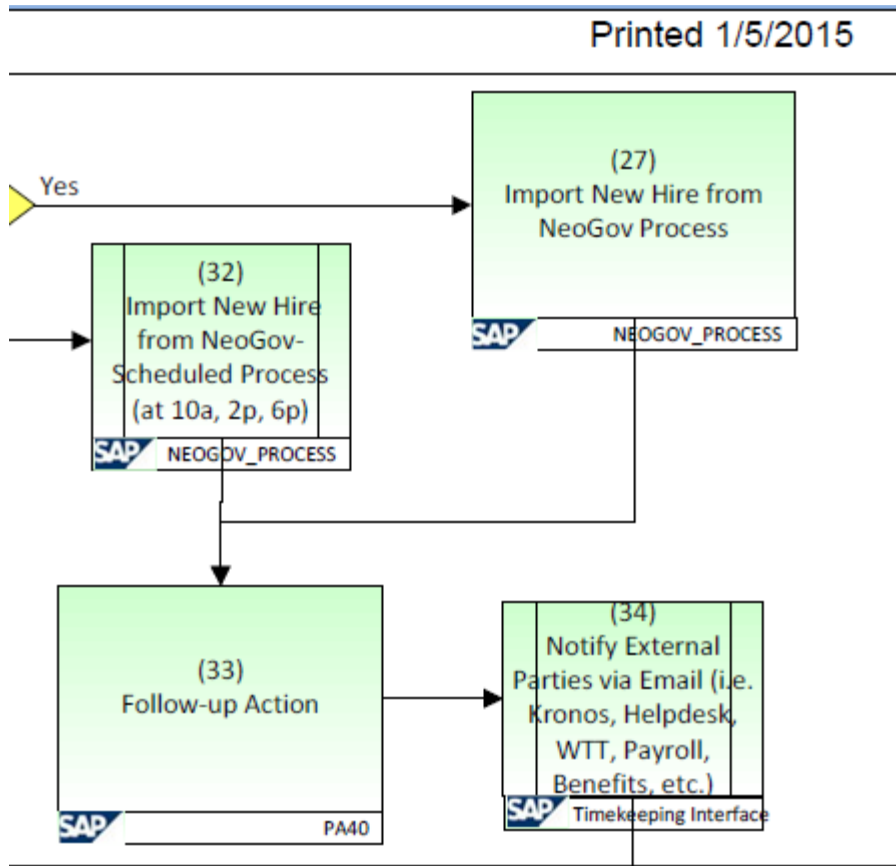 Printed 1/5/2015
Yes
(27)
Import New Hire from
NeoGov Process
SAP
NEOGOV_PROCESS
(32)
Import New Hire
from NeoGov-
Scheduled Process
(at 10a, 2p, 6p)
SAP
NEOGOV_PROCESS
(33)
Follow-up Action
SAP
PA40
(34)
Notify External
Parties via Email (i.e.
Kronos, Helpdesk,
WTT, Payroll,
Benefits, etc.)
SAP
Timekeeping Interface